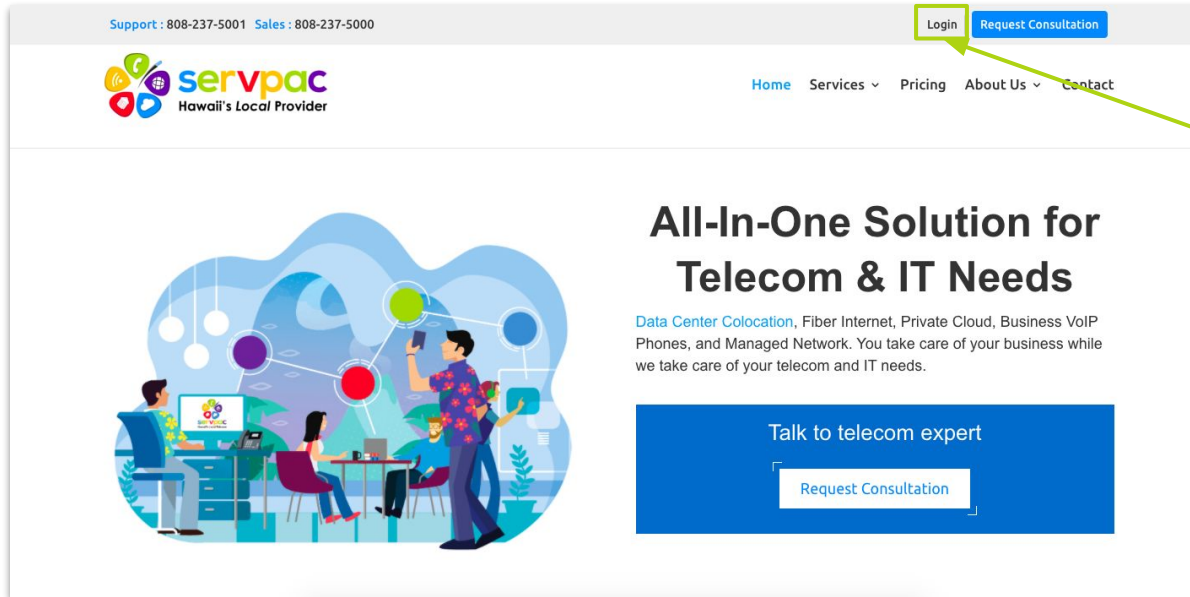 Support : 808-237-5001 Sales : 808-237-5000
Login Request Consultation
servpac
Hawaii's Local Provider
Home Services Pricing About Us Contact
All-In-One Solution for
Telecom & IT Needs
Data Center Colocation, Fiber Internet, Private Cloud, Business VoIP
Phones, and Managed Network. You take care of your business while
we take care of your telecom and IT needs.
servpac
Talk to telecom expert
Request Consultation